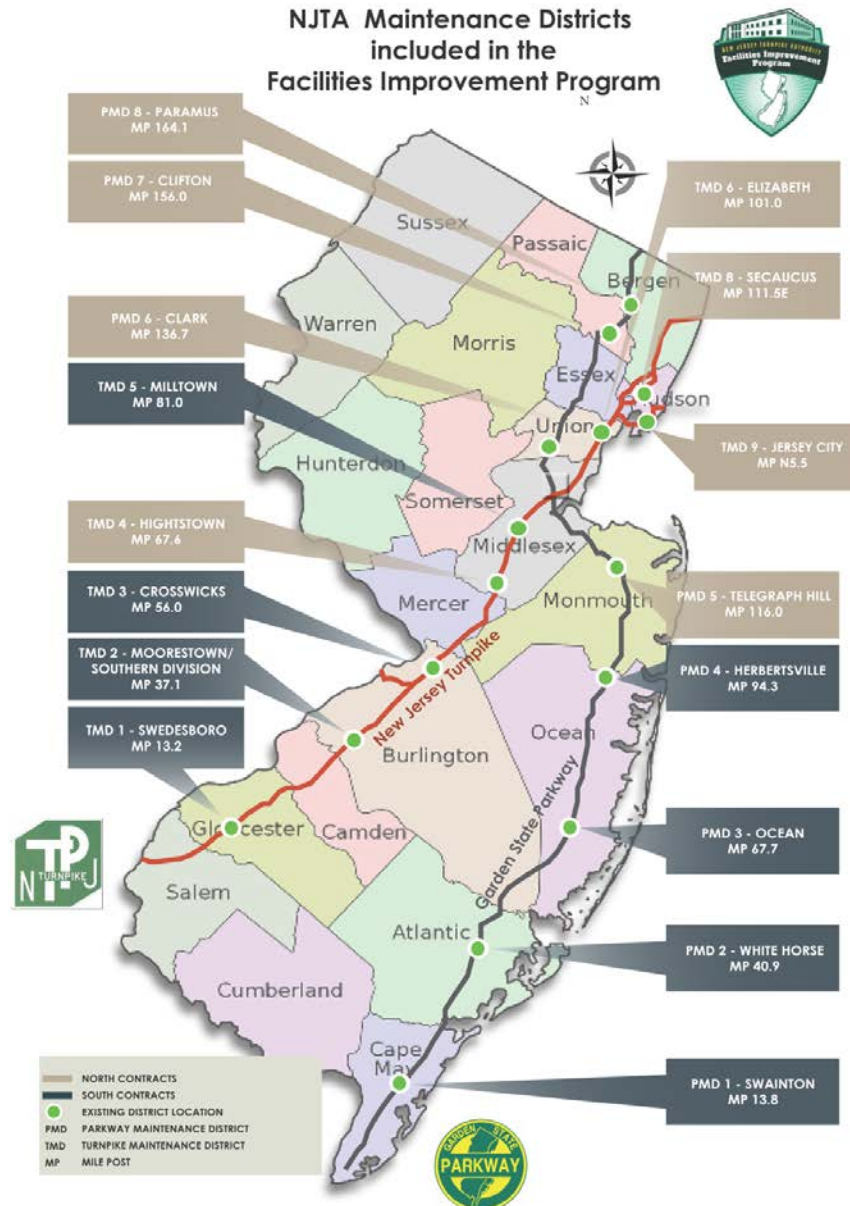 NJTA Maintenance Districts
included in the
Facilities Improvement Program
N
NEW JERSEY TURNPIKE AUTHORITY
Facilities Improvement
Program
PMD 8 - PARAMUS
MP 164.1
PMD 7 - CLIFTON
MP 156.0
PMD 6 - CLARK
MP 136.7
TMD 5 - MILLTOWN
MP 81.0
TMD 4 - HIGHTSTOWN
MP 67.6
TMD 3 - CROSSWICKS
MP 56.0
TMD 2 - MOORESTOWN/
SOUTHERN DIVISION
MP 37.1
TMD 1 - SWEDESBORO
MP 13.2
TMD 6 - ELIZABETH
MP 101.0
TMD 8 - SECAUCUS
MP 111.5E
TMD 9 - JERSEY CITY
MP N5.5
PMD 5 - TELEGRAPH HILL
MP 116.0
PMD 4 - HERBERTSVILLE
MP 94.3
PMD 3 - OCEAN
MP 67.7
PMD 2 - WHITE HORSE
MP 40.9
PMD 1 - SWAINTON
MP 13.8
Sussex
Passaic
Bergen
Warren
Morris
Essex
Hudson
Union
Hunterdon
Somerset
Middlesex
Mercer
Monmouth
New Jersey Turnpike
Ocean
Burlington
Garden State Parkway
Gloucester
Camden
Salem
Atlantic
Cumberland
Cape
May
N TP J
TURNPIKE
NORTH CONTRACTS
SOUTH CONTRACTS
EXISTING DISTRICT LOCATION
PMD PARKWAY MAINTENANCE DISTRICT
TMD TURNPIKE MAINTENANCE DISTRICT
MP MILE POST
GARDEN STATE
PARKWAY